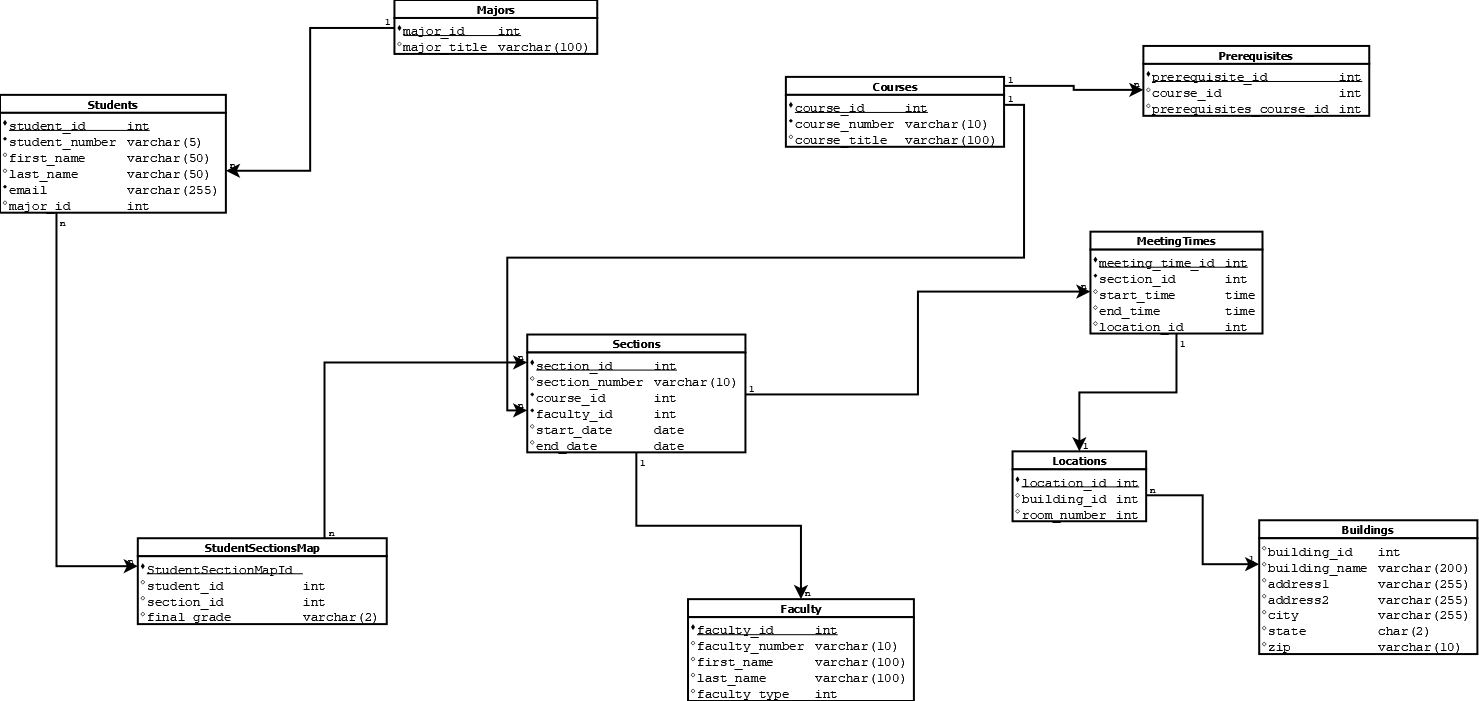 Majors
major_id int
major_title varchar(100)
1
Students
student_id int
student_number varchar(5)
first_name varchar(50)
last_name varchar(50)
email varchar(255)
major_id int
n
n
Courses
course_id int
course_number varchar(10)
course_title varchar(100)
1
1
Prerequisites
prerequisite_id int
course_id int
prerequisites_course_id int
n
MeetingTimes
meeting_time_id int
section_id int
start_time time
end_time time
location_id int
n
1
Sections
section_id int
section_number varchar(10)
course_id int
faculty_id int
start_date date
end_date date
n
n
1
1
Locations
location_id int
building_id int
room_number int
1
n
Buildings
building_id int
building_name varchar(200)
address1 varchar(255)
address2 varchar(255)
city varchar(255)
state char(2)
zip varchar(10)
1
StudentSectionsMap
StudentSectionMapId
student_id int
section_id int
final_grade varchar(2)
n
n
Faculty
faculty_id int
faculty_number varchar(10)
first_name varchar(100)
last_name varchar(100)
faculty_type int
n